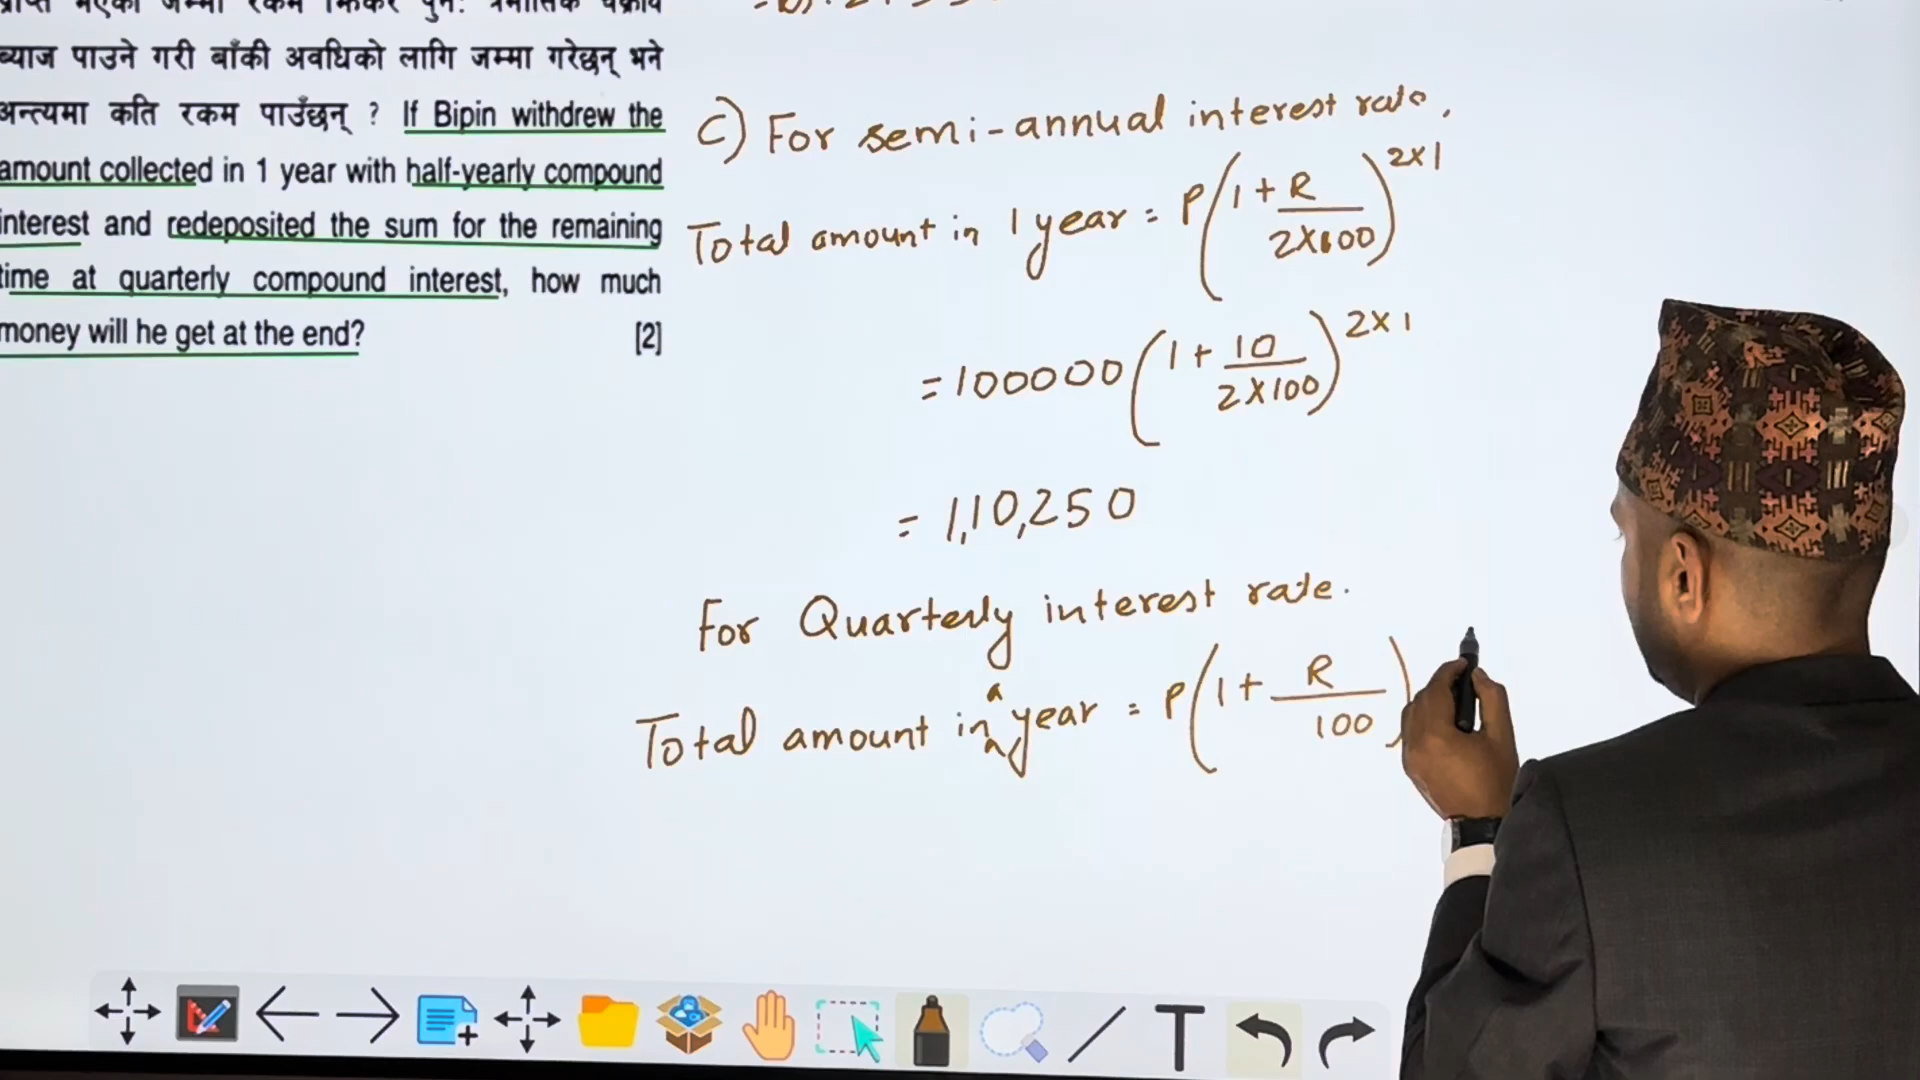 प्राप्त भएको जम्मा रकम झिकेर पुनः त्रैमासिक चक्रीय
ब्याज पाउने गरी बाँकी अवधिको लागि जम्मा गरेछन् भने
अन्त्यमा कति रकम पाउँछन् ? If Bipin withdrew the
amount collected in 1 year with half-yearly compound
interest and redeposited the sum for the remaining
time at quarterly compound interest, how much
money will he get at the end? [2]
C) For semi-annual interest rate.
Total amount in 1 year = P(1 + R/2×100)^2×1
= 100000(1 + 10/2×100)^2×1
= 1,10,250
For Quarterly interest rate.
Total amount in a year = P(1 + R/100)
T